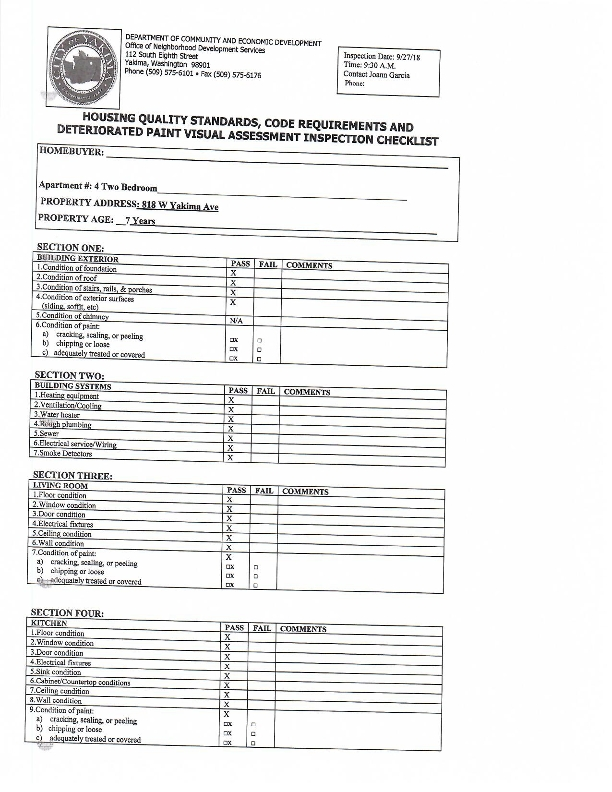 CITY OF YAKIMA
DEPARTMENT OF COMMUNITY AND ECONOMIC DEVELOPMENT
Office of Neighborhood Development Services
112 South Eighth Street
Yakima, Washington 98901
Phone (509) 575-6101 • Fax (509) 575-6176
Inspection Date: 9/27/18
Time: 9:30 A.M.
Contact Joann Garcia
Phone:
HOUSING QUALITY STANDARDS, CODE REQUIREMENTS AND
DETERIORATED PAINT VISUAL ASSESSMENT INSPECTION CHECKLIST
HOMEBUYER:
Apartment #: 4 Two Bedroom
PROPERTY ADDRESS: 818 W Yakima Ave
PROPERTY AGE: 7 Years
SECTION ONE:
BUILDING EXTERIOR PASS FAIL COMMENTS
1.Condition of foundation X
2.Condition of roof X
3.Condition of stairs, rails, & porches X
4.Condition of exterior surfaces X
(siding, soffit, etc)
5.Condition of chimney N/A
6.Condition of paint:
a) cracking, scaling, or peeling □X □
b) chipping or loose □X □
c) adequately treated or covered □X □
SECTION TWO:
BUILDING SYSTEMS PASS FAIL COMMENTS
1.Heating equipment X
2.Ventilation/Cooling X
3.Water heater X
4.Rough plumbing X
5.Sewer X
6.Electrical service/Wiring X
7.Smoke Detectors X
SECTION THREE:
LIVING ROOM PASS FAIL COMMENTS
1.Floor condition X
2.Window condition X
3.Door condition X
4.Electrical fixtures X
5.Ceiling condition X
6.Wall condition X
7.Condition of paint: X
a) cracking, scaling, or peeling □X □
b) chipping or loose □X □
c) adequately treated or covered □X □
SECTION FOUR:
KITCHEN PASS FAIL COMMENTS
1.Floor condition X
2.Window condition X
3.Door condition X
4.Electrical fixtures X
5.Sink condition X
6.Cabinet/Countertop conditions X
7.Ceiling condition X
8.Wall condition X
9.Condition of paint: X
a) cracking, scaling, or peeling □X □
b) chipping or loose □X □
c) adequately treated or covered □X □